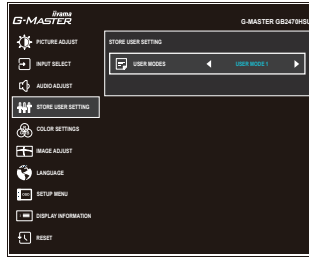 iiyama
G-MASTER
G-MASTER GB2470HSU
PICTURE ADJUST
STORE USER SETTING
INPUT SELECT
USER MODES
USER MODE 1
AUDIO ADJUST
STORE USER SETTING
COLOR SETTINGS
IMAGE ADJUST
LANGUAGE
OSD
SETUP MENU
DISPLAY INFORMATION
RESET